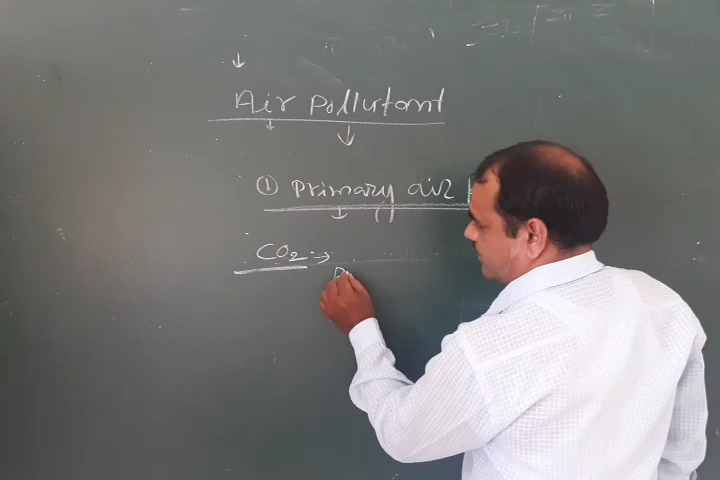 Air Pollutant
① Primary air
CO2 →